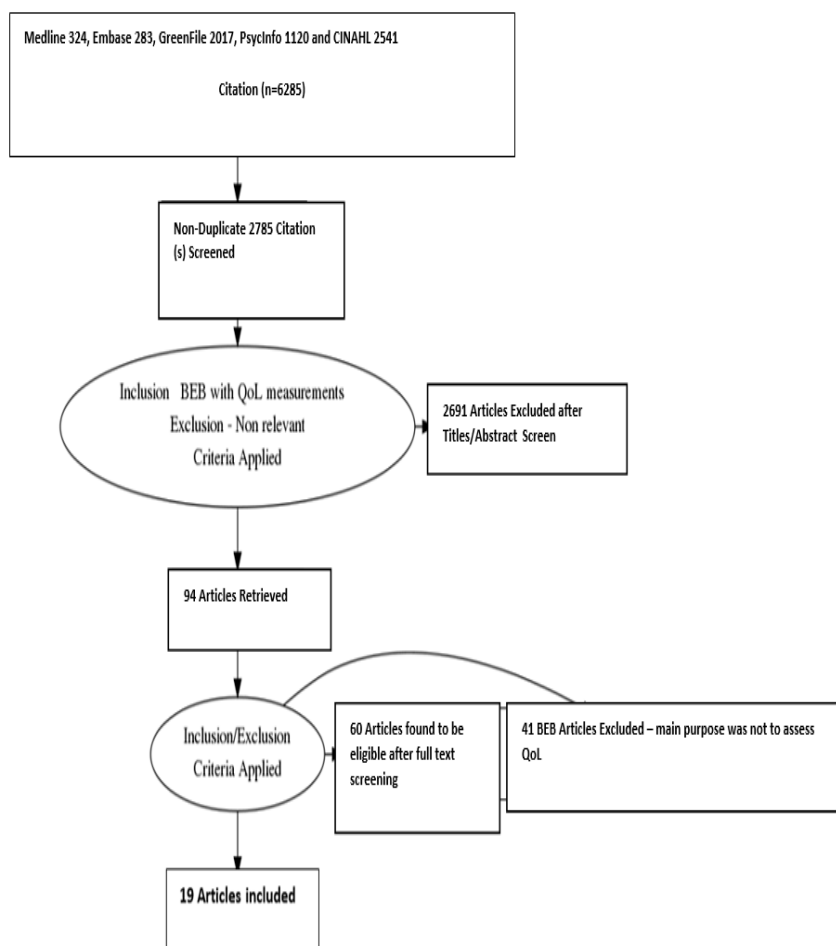 Medline 324, Embase 283, GreenFile 2017, PsycInfo 1120 and CINAHL 2541
Citation (n=6285)
Non-Duplicate 2785 Citation
(s) Screened
Inclusion BEB with QoL measurements
Exclusion - Non relevant
Criteria Applied
2691 Articles Excluded after
Titles/Abstract Screen
94 Articles Retrieved
Inclusion/Exclusion
Criteria Applied
60 Articles found to be
eligible after full text
screening
41 BEB Articles Excluded – main purpose was not to assess
QoL
19 Articles included